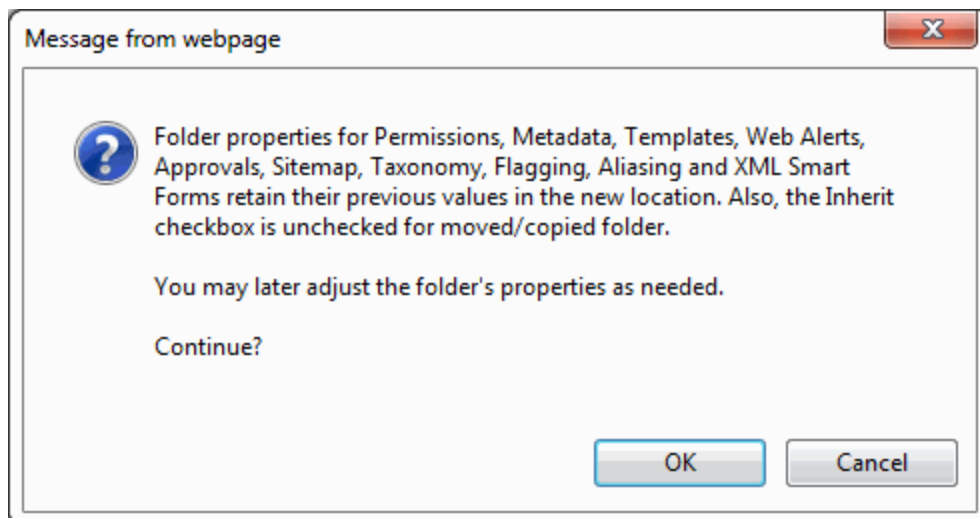 Message from webpage
Folder properties for Permissions, Metadata, Templates, Web Alerts,
Approvals, Sitemap, Taxonomy, Flagging, Aliasing and XML Smart
Forms retain their previous values in the new location. Also, the Inherit
checkbox is unchecked for moved/copied folder.
You may later adjust the folder's properties as needed.
Continue?
OK Cancel